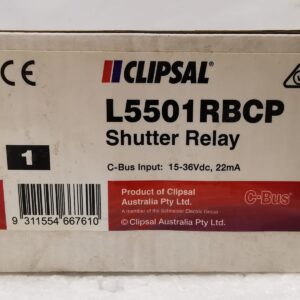 CE
CLIPSAL®
L5501RBCP
Shutter Relay
1
C-Bus Input: 15-36Vdc, 22mA
Product of Clipsal
Australia Pty Ltd.
A member of the Schneider Electric Group
C-Bus
© Clipsal Australia Pty Ltd.
9 311554 667610